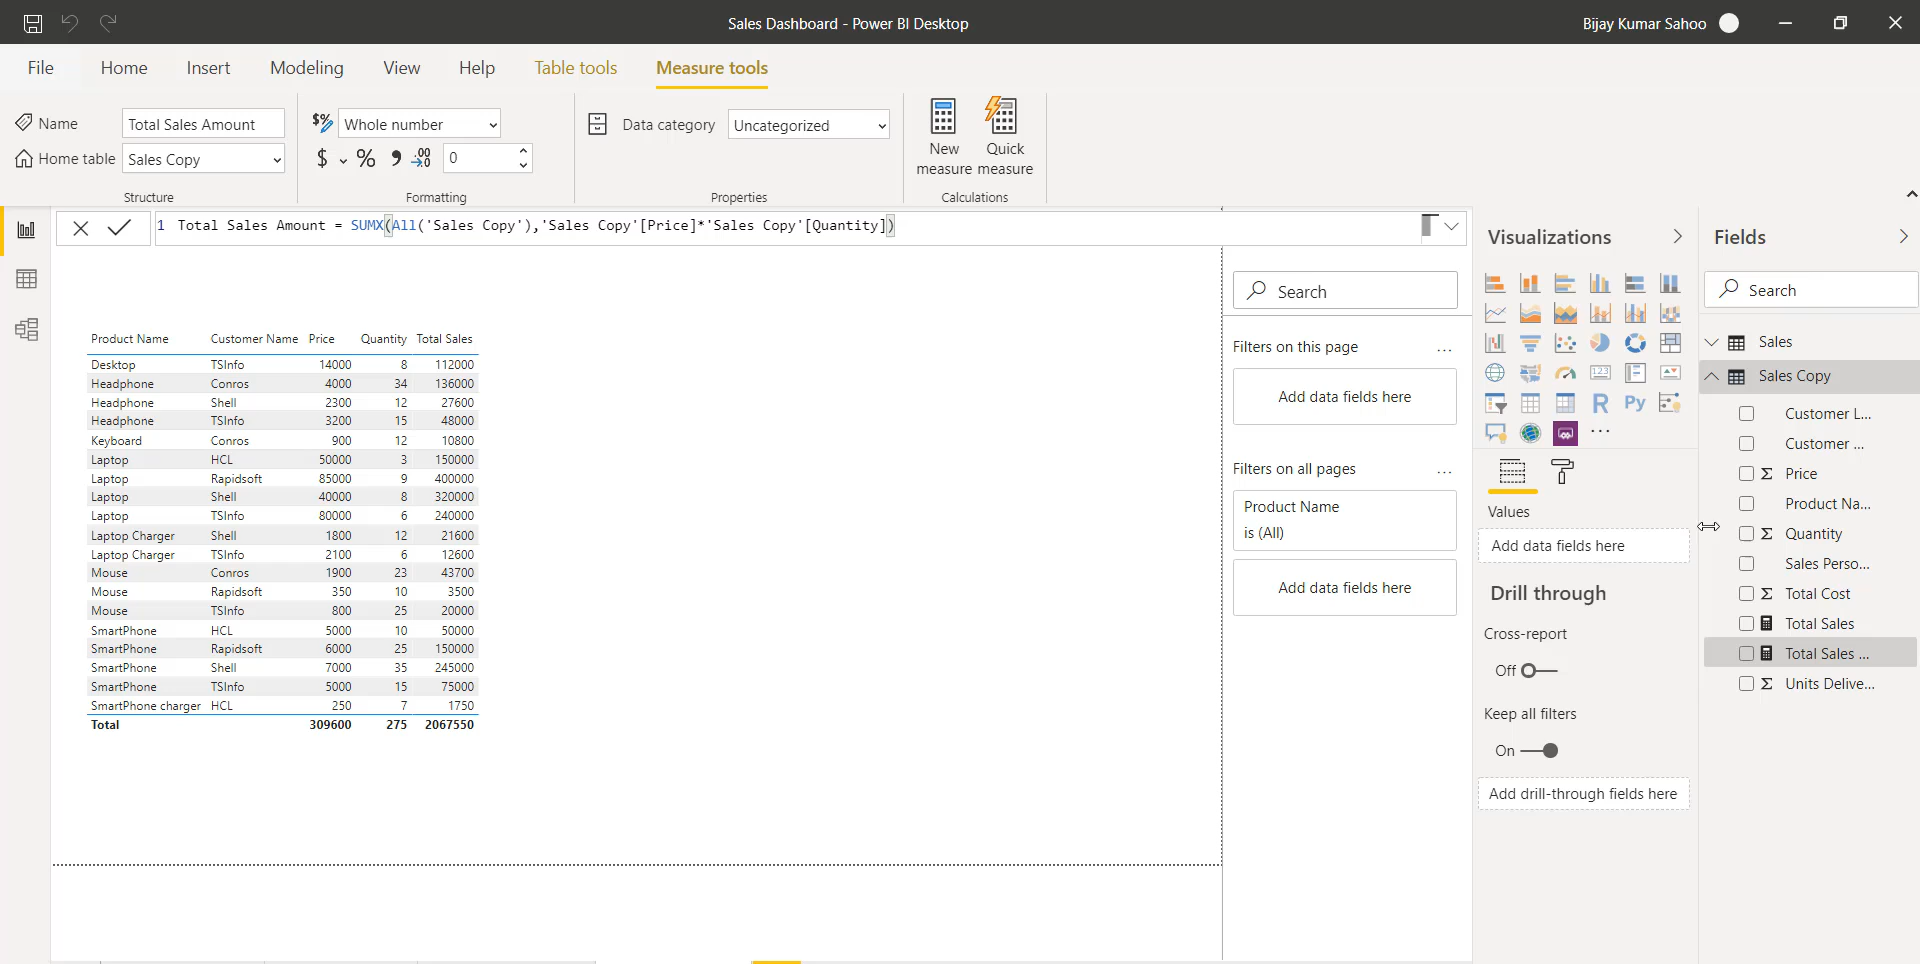 Sales Dashboard - Power BI Desktop
Bijay Kumar Sahoo
File Home Insert Modeling View Help Table tools Measure tools
Name Total Sales Amount
Home table Sales Copy
Structure
$% Whole number
$ % , .00 0
Formatting
Data category Uncategorized
Properties
New measure
Quick measure
Calculations
1 Total Sales Amount = SUMX(All('Sales Copy'),'Sales Copy'[Price]*'Sales Copy'[Quantity])
Product Name Customer Name Price Quantity Total Sales
Desktop TSInfo 14000 8 112000
Headphone Conros 4000 34 136000
Headphone Shell 2300 12 27600
Headphone TSInfo 3200 15 48000
Keyboard Conros 900 12 10800
Laptop HCL 50000 3 150000
Laptop Rapidsoft 85000 9 400000
Laptop Shell 40000 8 320000
Laptop TSInfo 80000 6 240000
Laptop Charger Shell 1800 12 21600
Laptop Charger TSInfo 2100 6 12600
Mouse Conros 1900 23 43700
Mouse Rapidsoft 350 10 3500
Mouse TSInfo 800 25 20000
SmartPhone HCL 5000 10 50000
SmartPhone Rapidsoft 6000 25 150000
SmartPhone Shell 7000 35 245000
SmartPhone TSInfo 5000 15 75000
SmartPhone charger HCL 250 7 1750
Total 309600 275 2067550
Search
Filters on this page ...
Add data fields here
Filters on all pages ...
Product Name
is (All)
Add data fields here
Visualizations
123
R Py
...
Values
Add data fields here
Drill through
Cross-report
Off
Keep all filters
On
Add drill-through fields here
Fields
Search
Sales
Sales Copy
Customer L...
Customer ...
Σ Price
Product Na...
Σ Quantity
Sales Perso...
Σ Total Cost
Total Sales
Total Sales ...
Σ Units Delive...